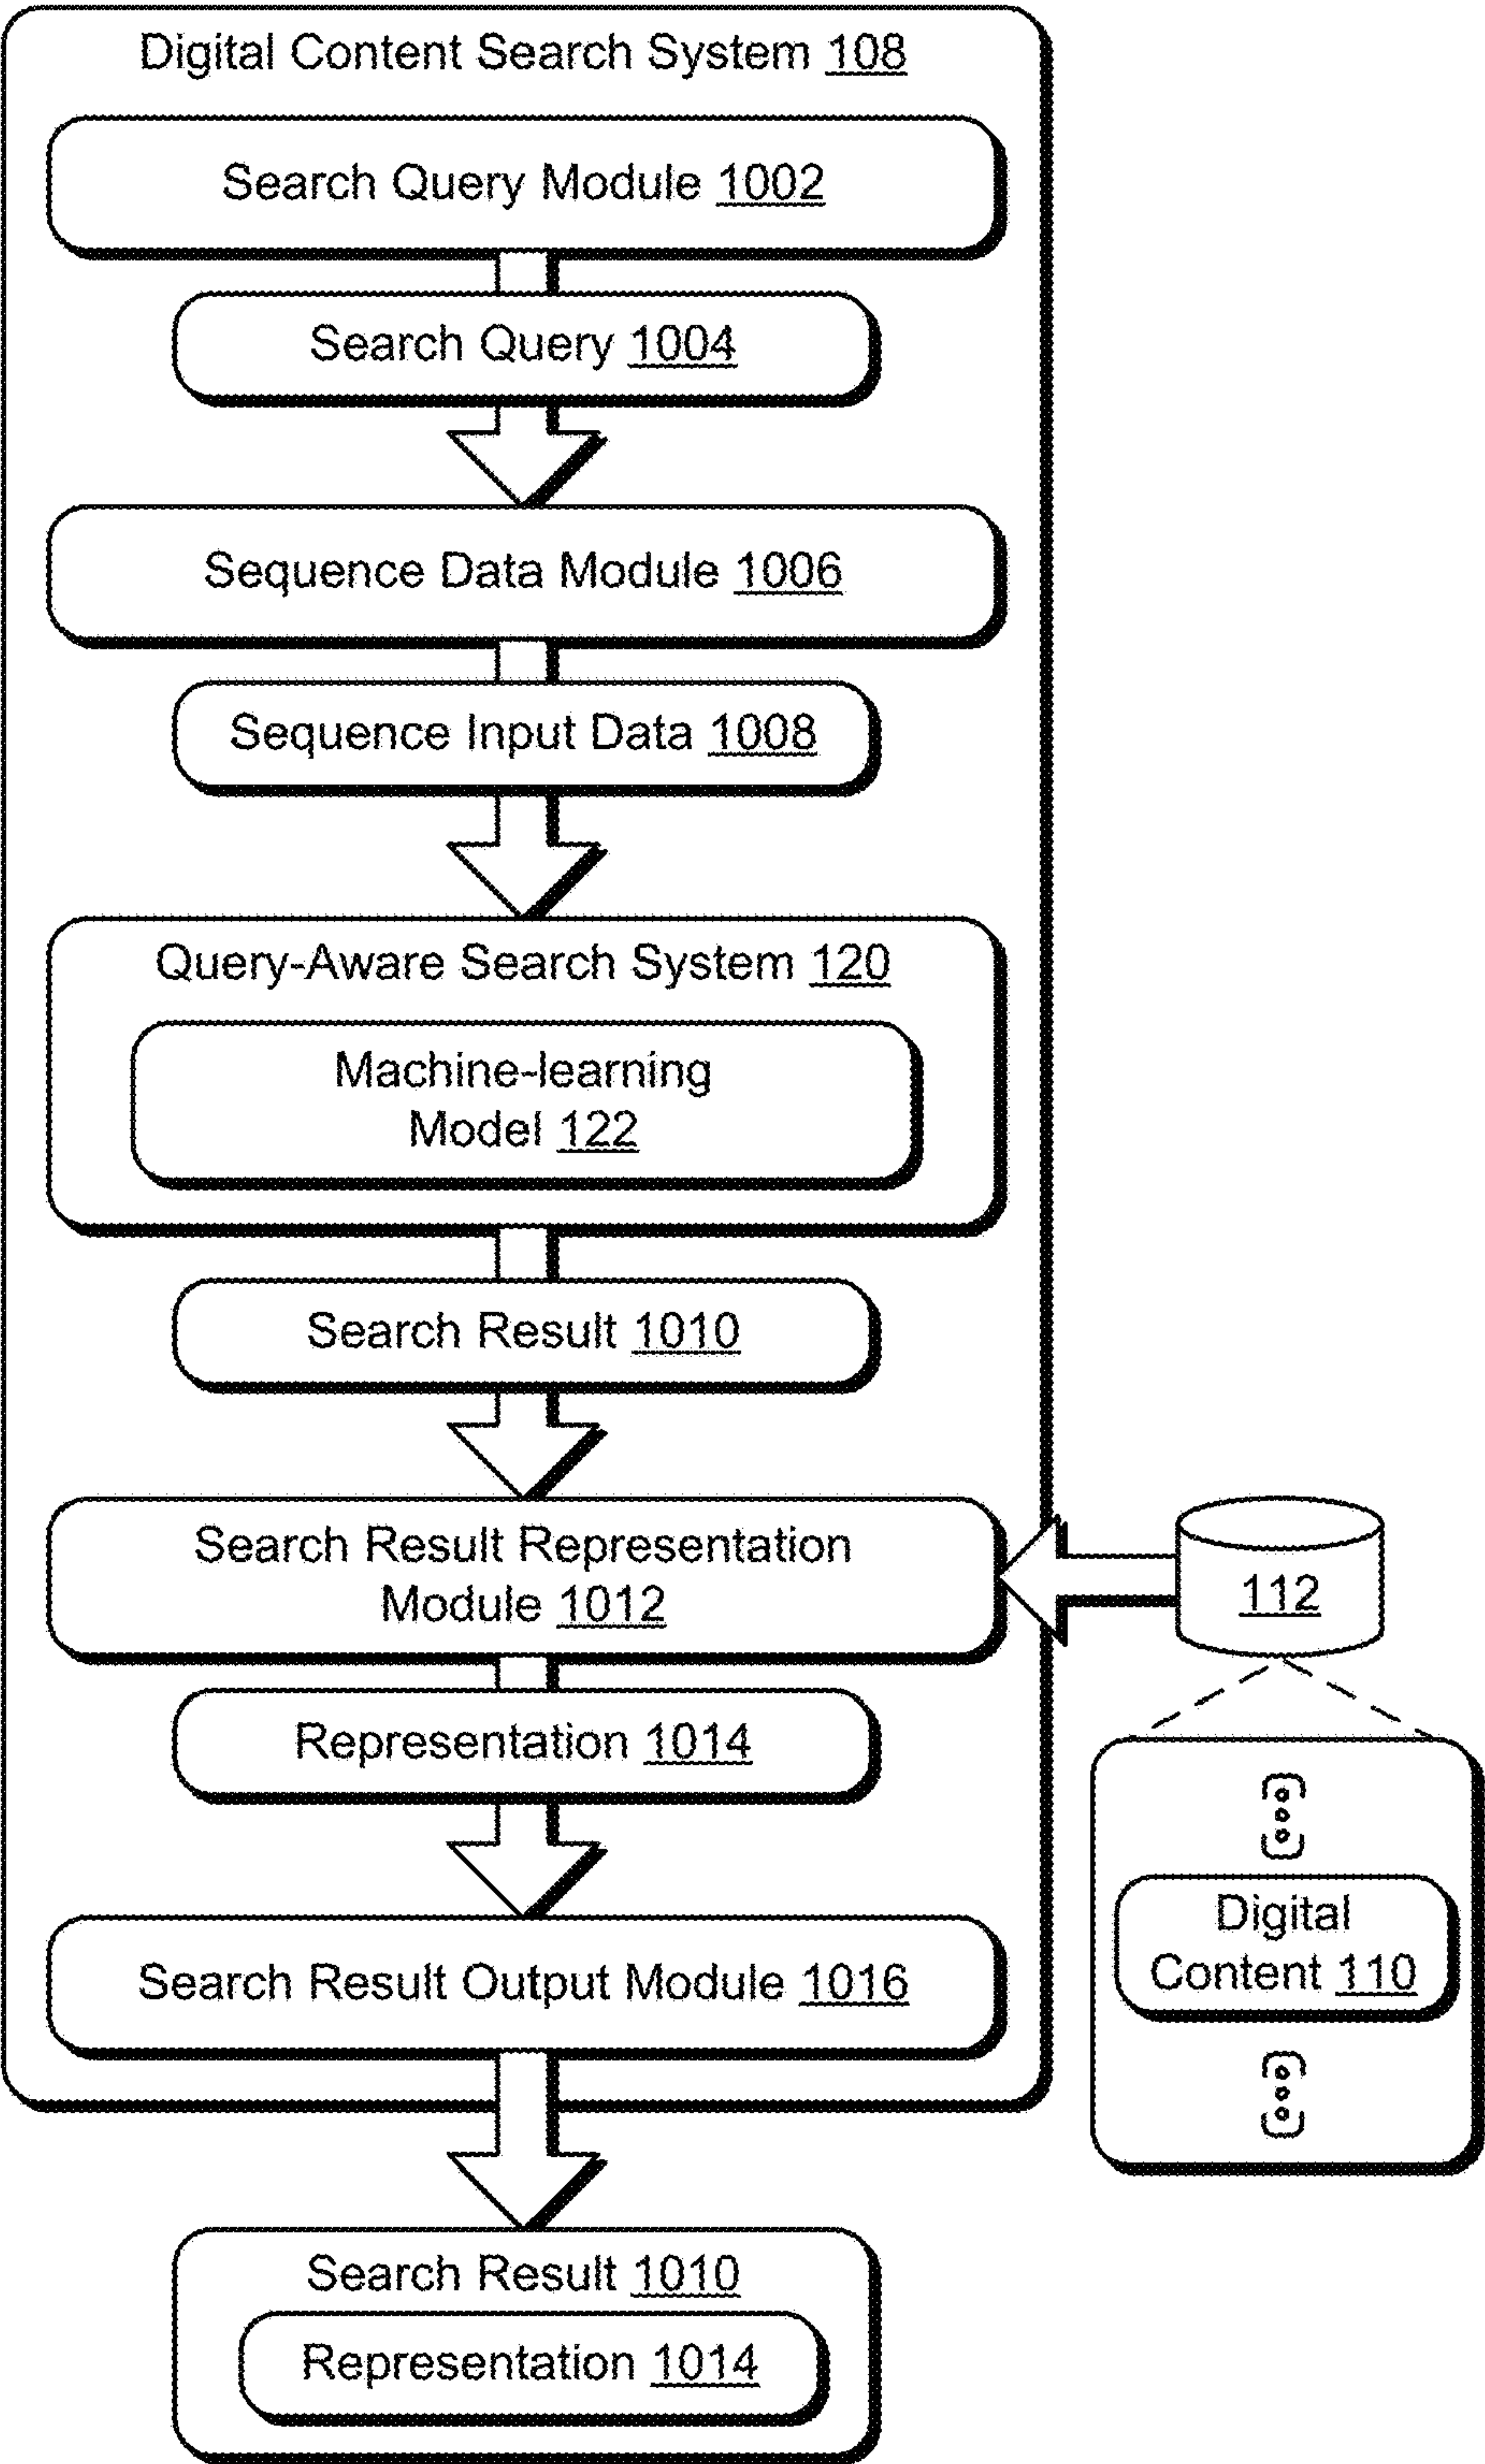 Digital Content Search System 108
Search Query Module 1002
Search Query 1004
Sequence Data Module 1006
Sequence Input Data 1008
Query-Aware Search System 120
Machine-learning
Model 122
Search Result 1010
Search Result Representation
Module 1012
112
Representation 1014
Digital
Content 110
Search Result Output Module 1016
Search Result 1010
Representation 1014